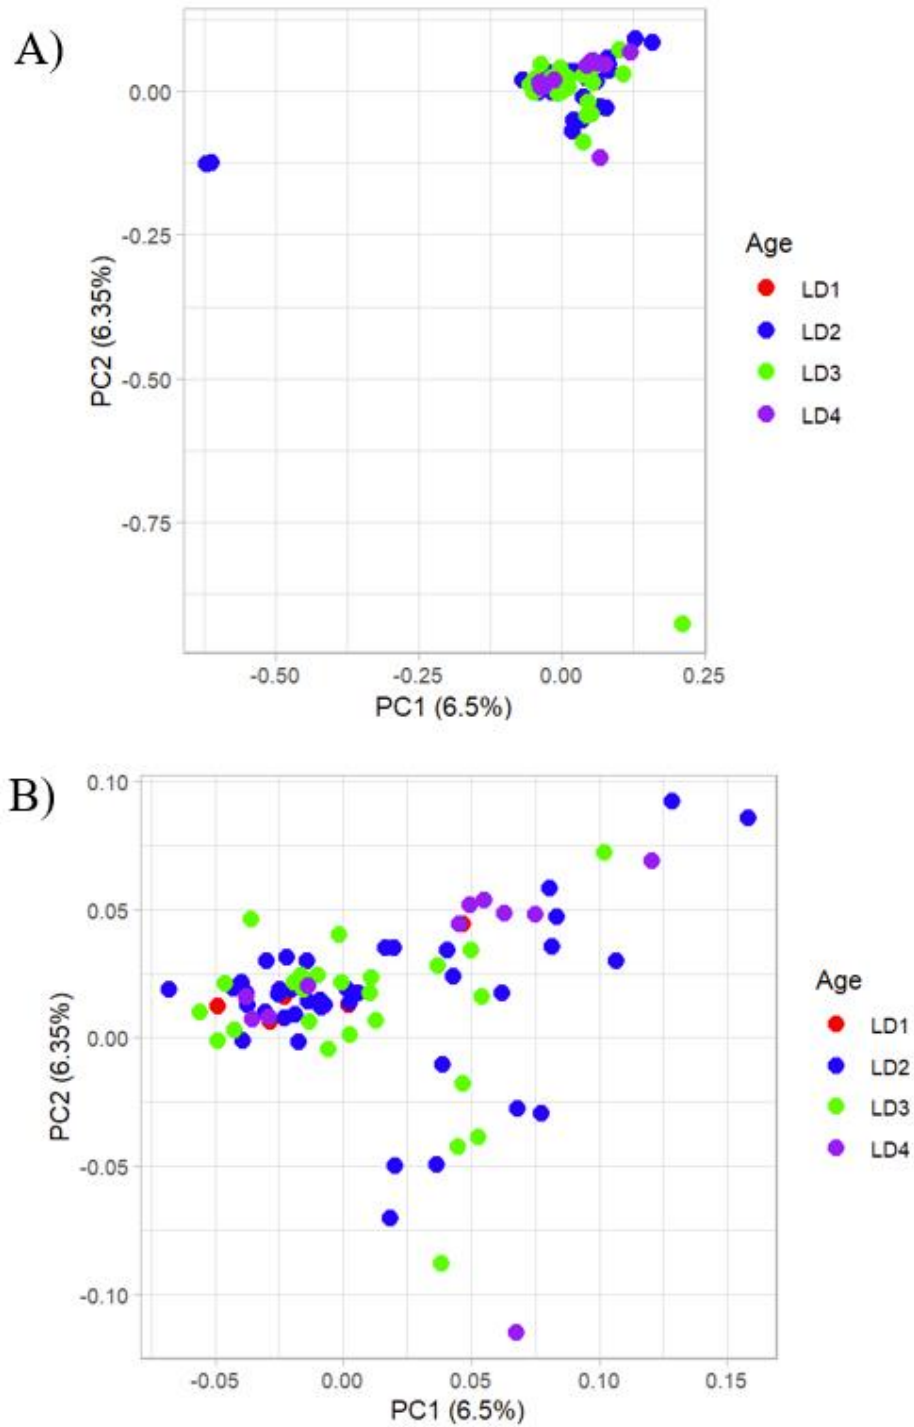 A)
0.00
-0.25
-0.50
-0.75
PC2 (6.35%)
-0.50 -0.25 0.00 0.25
PC1 (6.5%)
Age
LD1
LD2
LD3
LD4
B)
0.10
0.05
0.00
-0.05
-0.10
PC2 (6.35%)
-0.05 0.00 0.05 0.10 0.15
PC1 (6.5%)
Age
LD1
LD2
LD3
LD4